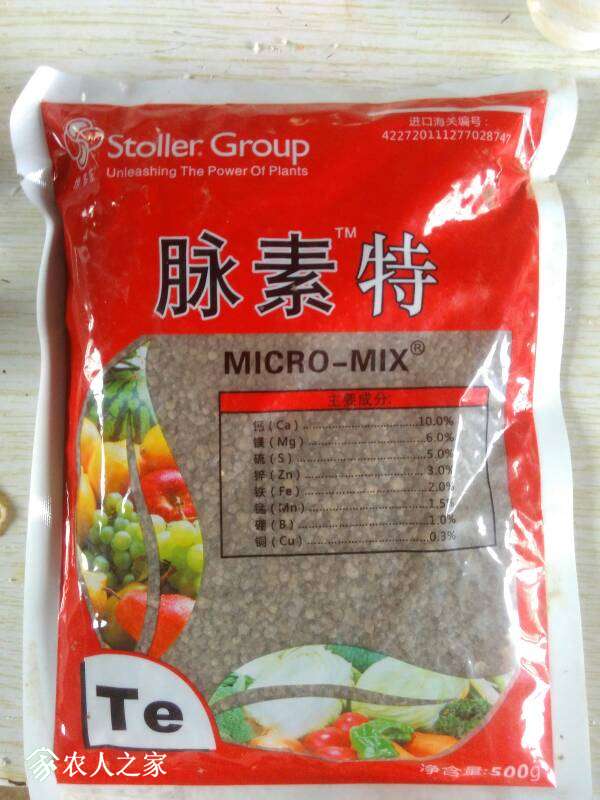 Stoller Group
Unleashing The Power Of Plants
进口海关编号:
422720111277028747
脉素™特
MICRO-MIX®
主要成分:
钙(Ca)..........10.0%
镁(Mg)..........6.0%
硫(S)..........5.0%
锌(Zn)..........3.0%
铁(Fe)..........2.0%
锰(Mn)..........1.5%
硼(B)..........1.0%
铜(Cu)..........0.3%
Te
净含量:500g
农人之家